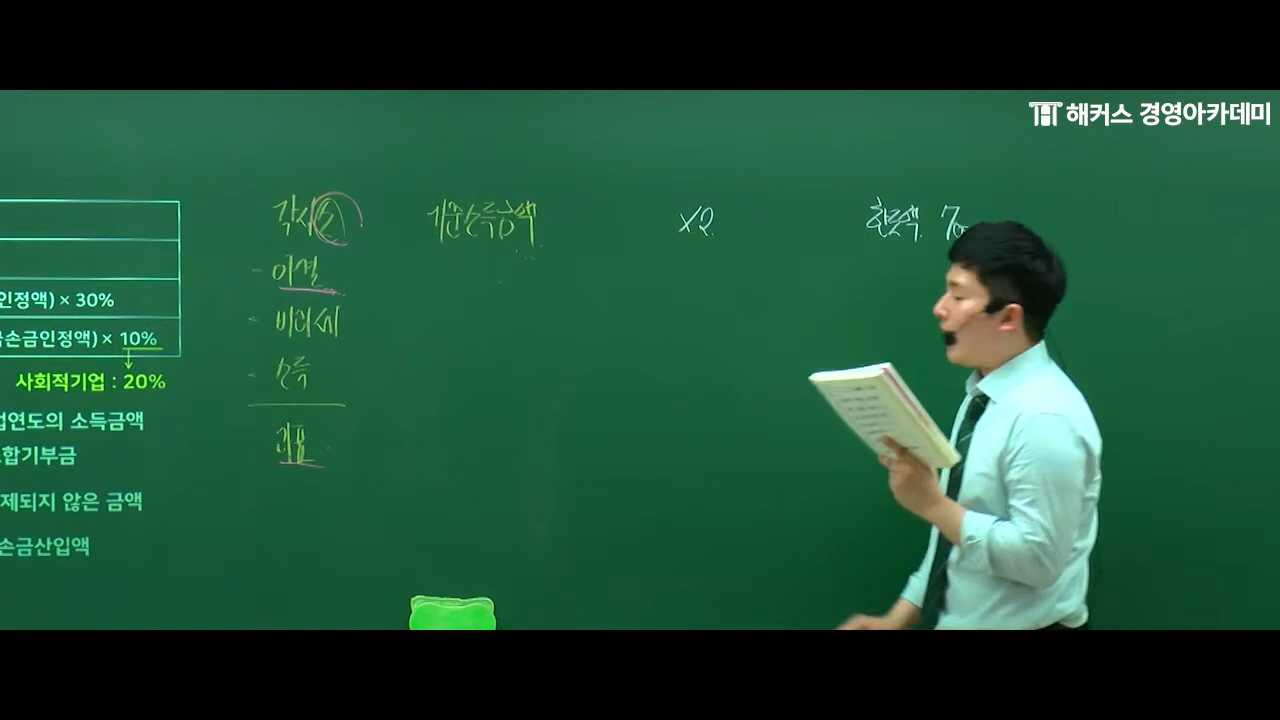 해커스 경영아카데미
인정액) × 30%
금손금인정액) × 10%
사회적기업 : 20%
업연도의 소득금액
합기부금
제되지 않은 금액
손금산입액
각사소 기준소득금액 ×2 한도액
- 이월
- 비과세
- 소득
과표